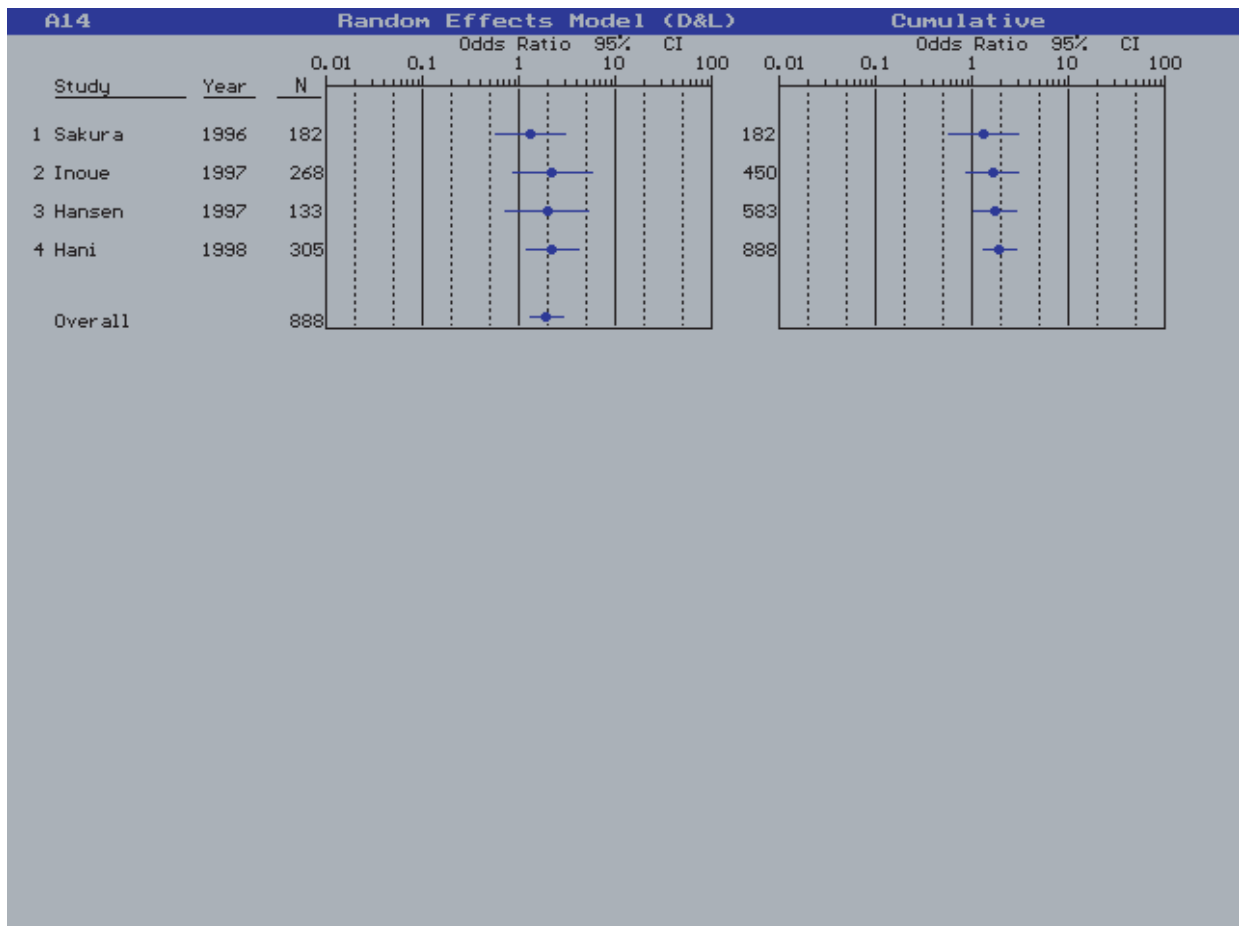 A14 Random Effects Model (D&L) Cumulative
Odds Ratio 95% CI Odds Ratio 95% CI
0.01 0.1 1 10 100 0.01 0.1 1 10 100
Study Year N
1 Sakura 1996 182 182
2 Inoue 1997 268 450
3 Hansen 1997 133 583
4 Hani 1998 305 888
Overall 888